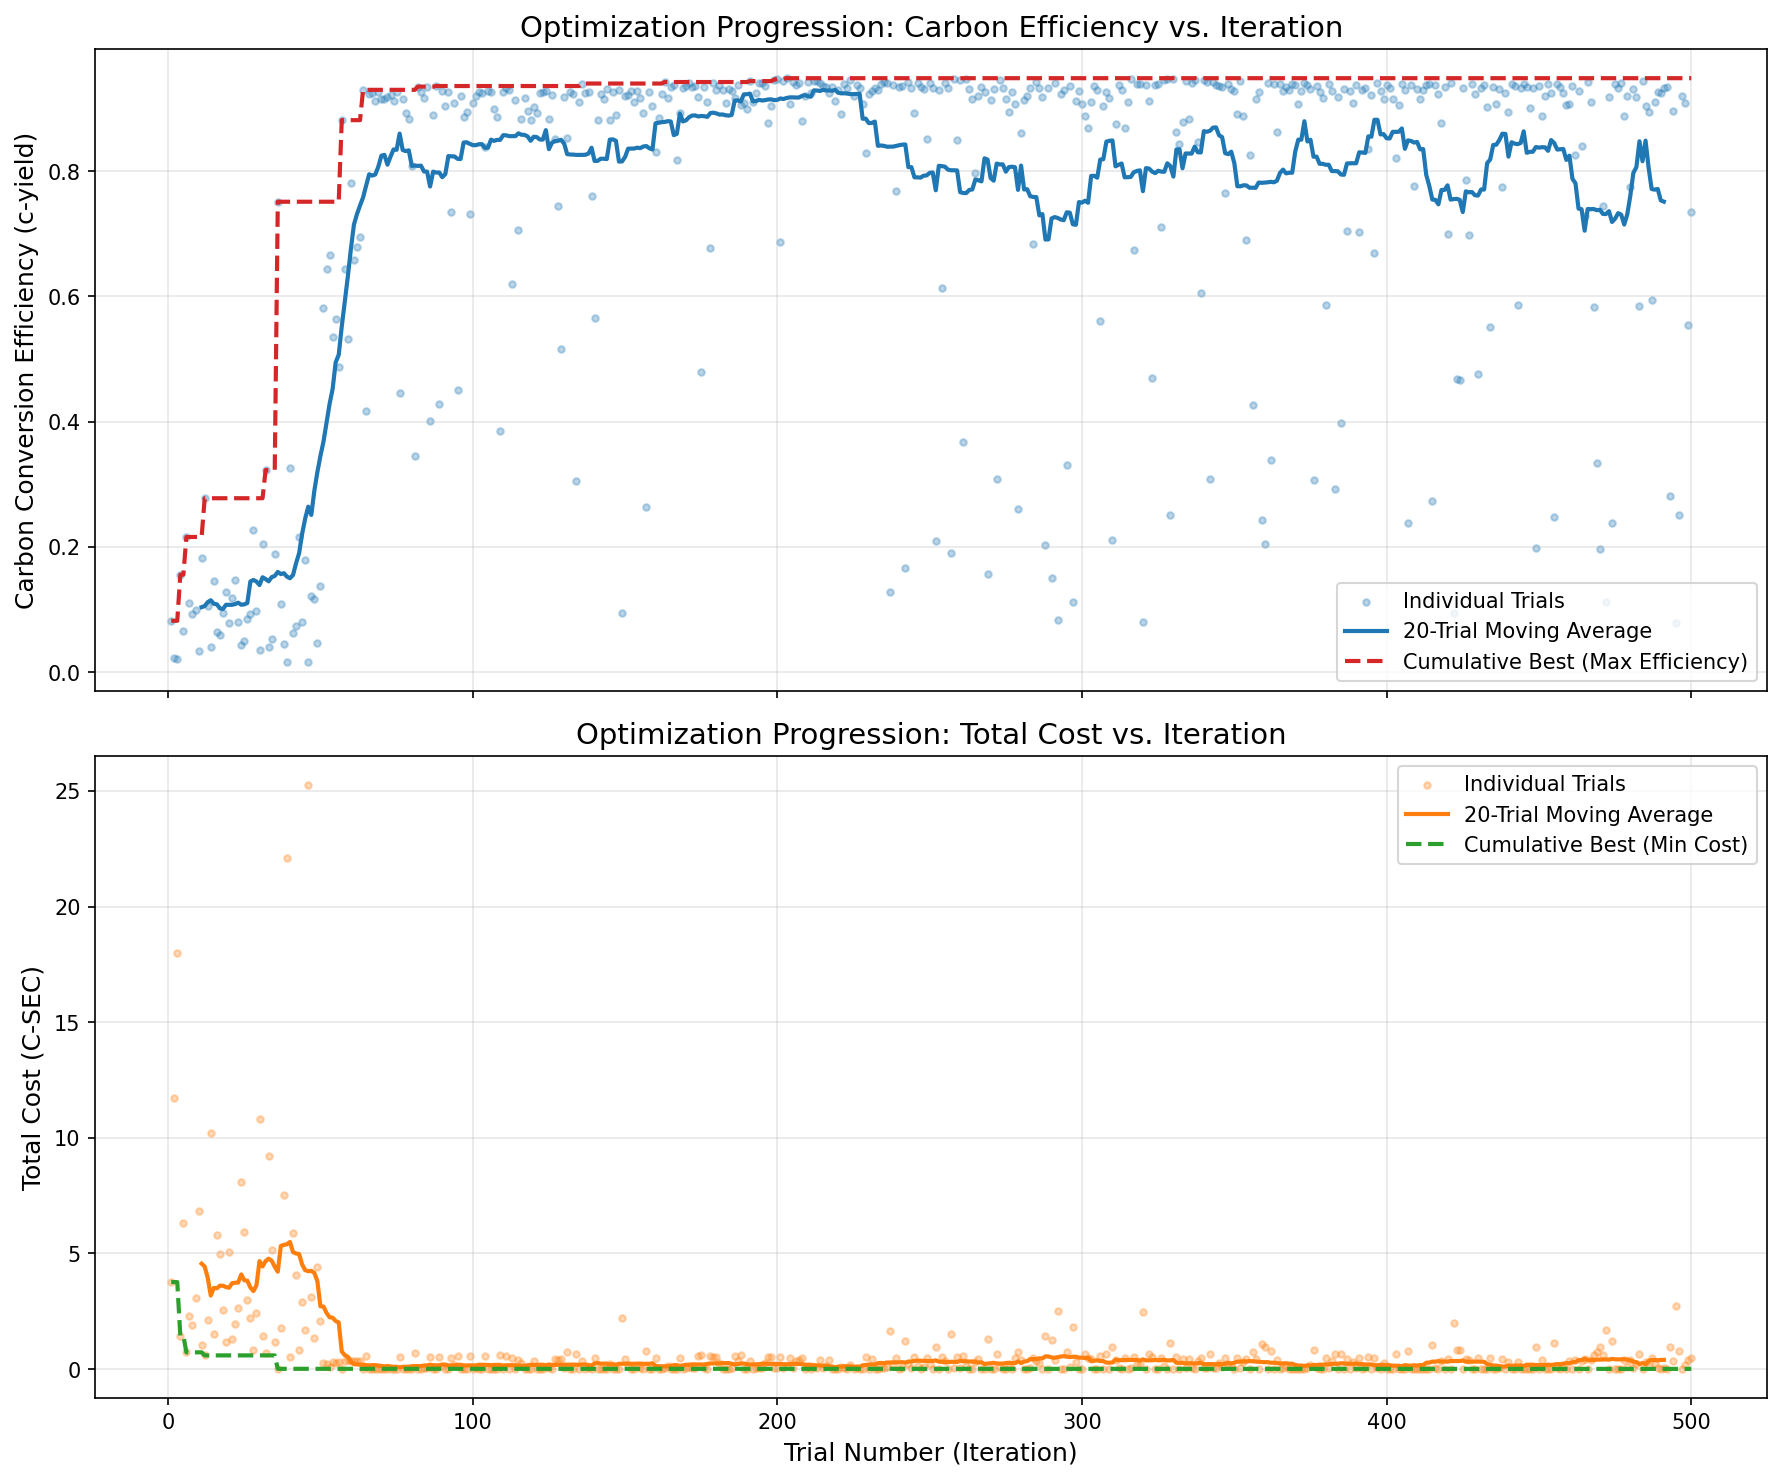 Optimization Progression: Carbon Efficiency vs. Iteration
Carbon Conversion Efficiency (c-yield)
0.8
0.6
0.4
0.2
0.0
Individual Trials
20-Trial Moving Average
Cumulative Best (Max Efficiency)
Optimization Progression: Total Cost vs. Iteration
Total Cost (C-SEC)
25
20
15
10
5
0
Individual Trials
20-Trial Moving Average
Cumulative Best (Min Cost)
0 100 200 300 400 500
Trial Number (Iteration)